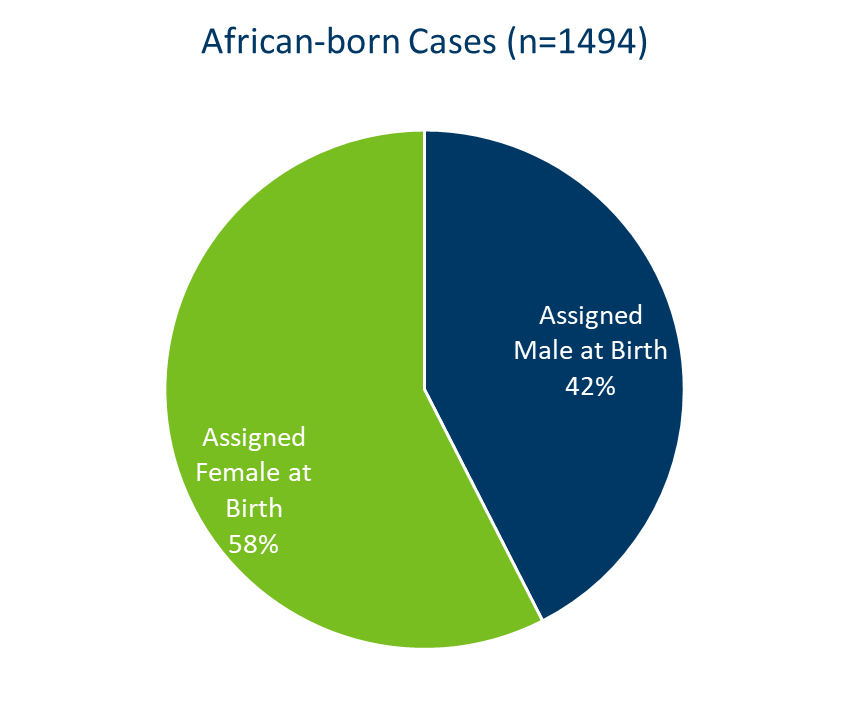 African-born Cases (n=1494)
Assigned
Male at Birth
42%
Assigned
Female at
Birth
58%